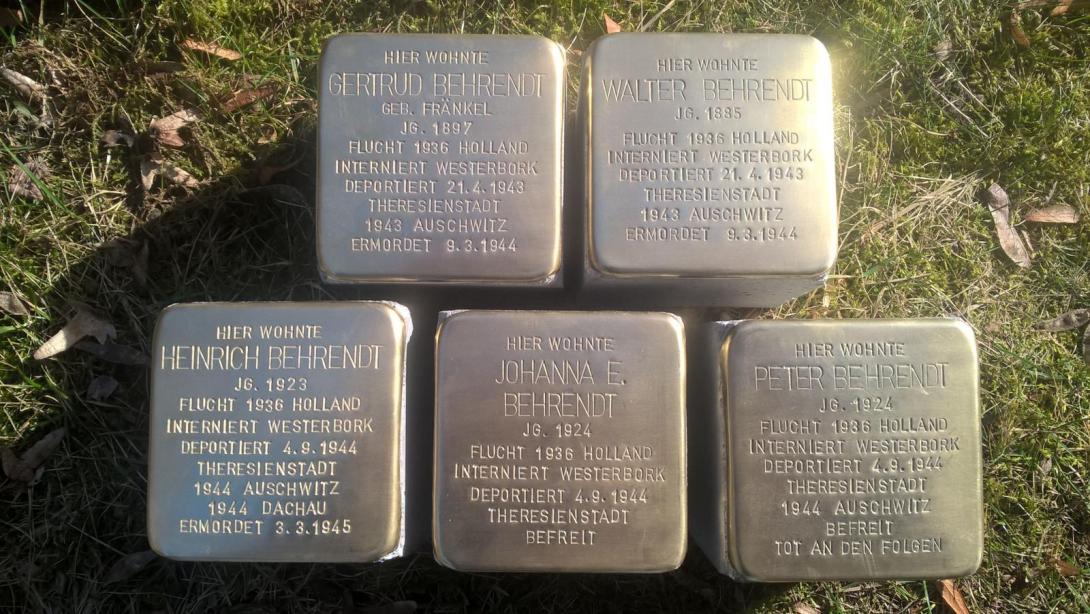 HIER WOHNTE
GERTRUD BEHRENDT
GEB. FRÄNKEL
JG. 1897
FLUCHT 1936 HOLLAND
INTERNIERT WESTERBORK
DEPORTIERT 21.4.1943
THERESIENSTADT
1943 AUSCHWITZ
ERMORDET 9.3.1944
HIER WOHNTE
WALTER BEHRENDT
JG. 1885
FLUCHT 1936 HOLLAND
INTERNIERT WESTERBORK
DEPORTIERT 21.4.1943
THERESIENSTADT
1943 AUSCHWITZ
ERMORDET 9.3.1944
HIER WOHNTE
HEINRICH BEHRENDT
JG. 1923
FLUCHT 1936 HOLLAND
INTERNIERT WESTERBORK
DEPORTIERT 4.9.1944
THERESIENSTADT
1944 AUSCHWITZ
1944 DACHAU
ERMORDET 3.3.1945
HIER WOHNTE
JOHANNA E.
BEHRENDT
JG. 1924
FLUCHT 1936 HOLLAND
INTERNIERT WESTERBORK
DEPORTIERT 4.9.1944
THERESIENSTADT
BEFREIT
HIER WOHNTE
PETER BEHRENDT
JG. 1924
FLUCHT 1936 HOLLAND
INTERNIERT WESTERBORK
DEPORTIERT 4.9.1944
THERESIENSTADT
1944 AUSCHWITZ
BEFREIT
TOT AN DEN FOLGEN